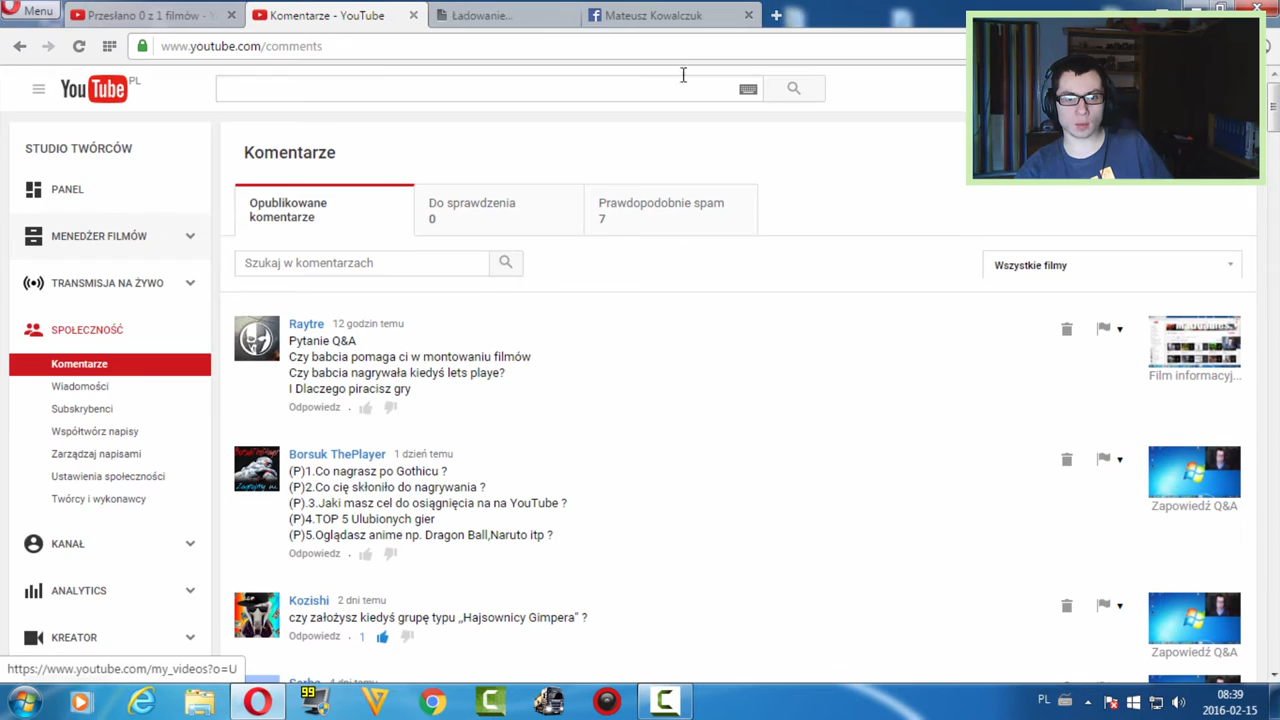 Menu
Przesłano 0 z 1 filmów -
Komentarze - YouTube
Ładowanie...
Mateusz Kowalczuk
www.youtube.com/comments
YouTube PL
STUDIO TWÓRCÓW
PANEL
MENEDŻER FILMÓW
TRANSMISJA NA ŻYWO
SPOŁECZNOŚĆ
Komentarze
Wiadomości
Subskrybenci
Współtwórz napisy
Zarządzaj napisami
Ustawienia społeczności
Twórcy i wykonawcy
KANAŁ
ANALYTICS
KREATOR
https://www.youtube.com/my_videos?o=U
Komentarze
Opublikowane
komentarze
Do sprawdzenia
0
Prawdopodobnie spam
7
Szukaj w komentarzach
Wszystkie filmy
Raytre 12 godzin temu
Pytanie Q&A
Czy babcia pomaga ci w montowaniu filmów
Czy babcia nagrywała kiedyś lets playe?
I Dlaczego piracisz gry
Odpowiedz .
Film informacyj...
Borsuk ThePlayer 1 dzień temu
(P)1.Co nagrasz po Gothicu ?
(P)2.Co cię skłoniło do nagrywania ?
(P).3.Jaki masz cel do osiągnięcia na na YouTube ?
(P)4.TOP 5 Ulubionych gier
(P)5.Oglądasz anime np. Dragon Ball,Naruto itp ?
Odpowiedz .
Zapowiedź Q&A
Kozishi 2 dni temu
czy założysz kiedyś grupę typu ,,Hajsownicy Gimpera" ?
Odpowiedz . 1
Zapowiedź Q&A
99
PL
08:39
2016-02-15